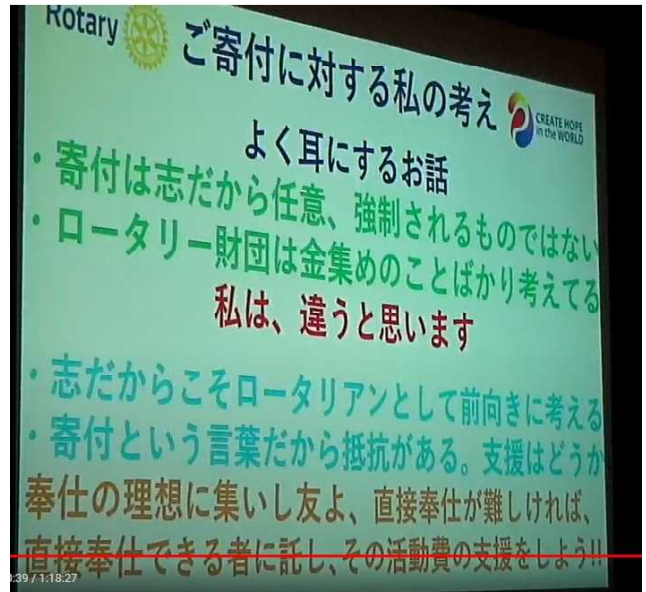 Rotary
ご寄付に対する私の考え
CREATE HOPE
in the WORLD
よく耳にするお話
・寄付は志だから任意、強制されるものではない
・ロータリー財団は金集めのことばかり考えてる
私は、違うと思います
・志だからこそロータリアンとして前向きに考える
・寄付という言葉だから抵抗がある。支援はどうか
奉仕の理想に集いし友よ、直接奉仕が難しければ、
直接奉仕できる者に託し、その活動費の支援をしよう!!
:39 / 1:18:27